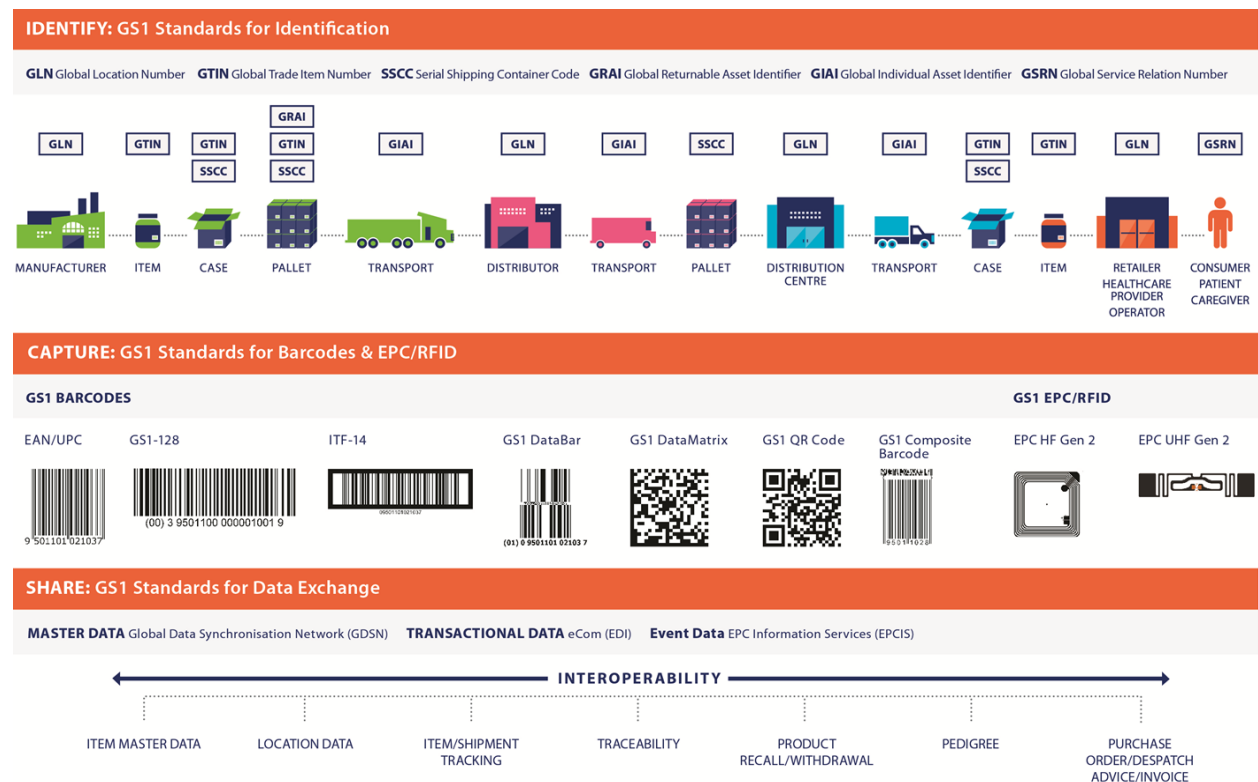 IDENTIFY: GS1 Standards for Identification
GLN Global Location Number GTIN Global Trade Item Number SSCC Serial Shipping Container Code GRAI Global Returnable Asset Identifier GIAI Global Individual Asset Identifier GSRN Global Service Relation Number
GRAI
GLN GTIN GTIN GTIN GIAI GLN GIAI SSCC GLN GIAI GTIN GTIN GLN GSRN
SSCC SSCC SSCC
MANUFACTURER ITEM CASE PALLET TRANSPORT DISTRIBUTOR TRANSPORT PALLET DISTRIBUTION TRANSPORT CASE ITEM RETAILER CONSUMER
CENTRE HEALTHCARE PATIENT
PROVIDER CAREGIVER
OPERATOR
CAPTURE: GS1 Standards for Barcodes & EPC/RFID
GS1 BARCODES GS1 EPC/RFID
EAN/UPC GS1-128 ITF-14 GS1 DataBar GS1 DataMatrix GS1 QR Code GS1 Composite EPC HF Gen 2 EPC UHF Gen 2
Barcode
09501101021037
(00) 3 9501100 000001001 9
9 501101 021037 (01) 0 9501101 02103 7 95011028
SHARE: GS1 Standards for Data Exchange
MASTER DATA Global Data Synchronisation Network (GDSN) TRANSACTIONAL DATA eCom (EDI) Event Data EPC Information Services (EPCIS)
INTEROPERABILITY
ITEM MASTER DATA LOCATION DATA ITEM/SHIPMENT TRACEABILITY PRODUCT PEDIGREE PURCHASE
TRACKING RECALL/WITHDRAWAL ORDER/DESPATCH
ADVICE/INVOICE